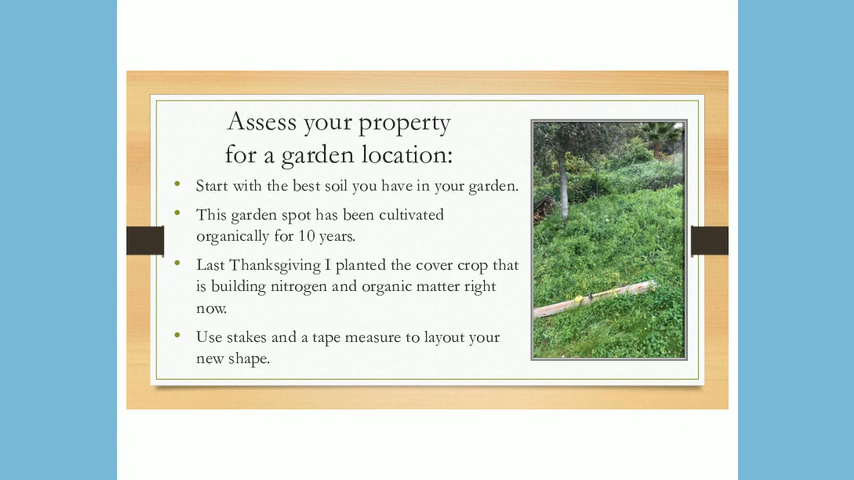 Assess your property
for a garden location:
• Start with the best soil you have in your garden.
• This garden spot has been cultivated
organically for 10 years.
• Last Thanksgiving I planted the cover crop that
is building nitrogen and organic matter right
now.
• Use stakes and a tape measure to layout your
new shape.